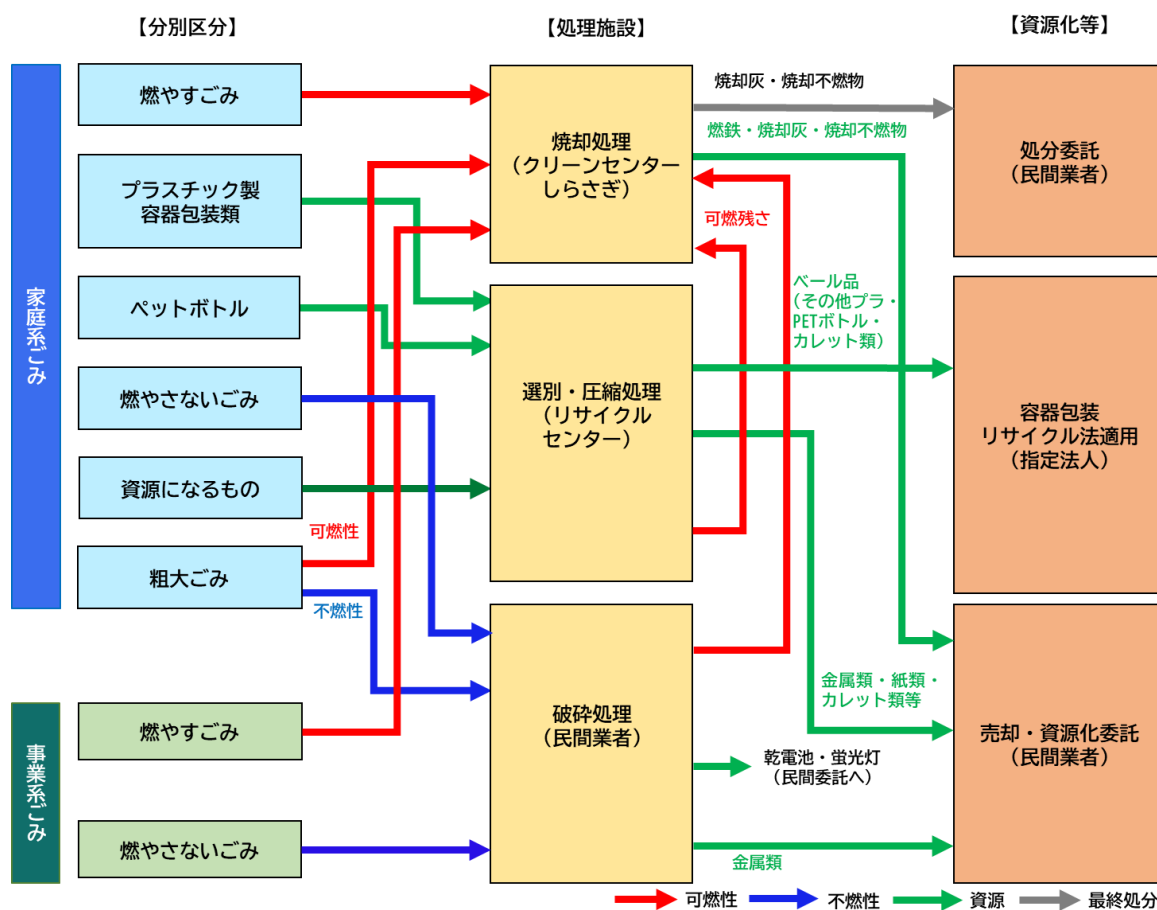 【分別区分】
【処理施設】
【資源化等】
家庭系ごみ
燃やすごみ
プラスチック製
容器包装類
ペットボトル
燃やさないごみ
資源になるもの
粗大ごみ
可燃性
不燃性
事業系ごみ
燃やすごみ
燃やさないごみ
焼却処理
（クリーンセンター
しらさぎ）
選別・圧縮処理
（リサイクル
センター）
破砕処理
（民間業者）
焼却灰・焼却不燃物
燃鉄・焼却灰・焼却不燃物
可燃残さ
ベール品
（その他プラ・
PETボトル・
カレット類）
金属類・紙類・
カレット類等
乾電池・蛍光灯
（民間委託へ）
金属類
処分委託
（民間業者）
容器包装
リサイクル法適用
（指定法人）
売却・資源化委託
（民間業者）
可燃性
不燃性
資源
最終処分